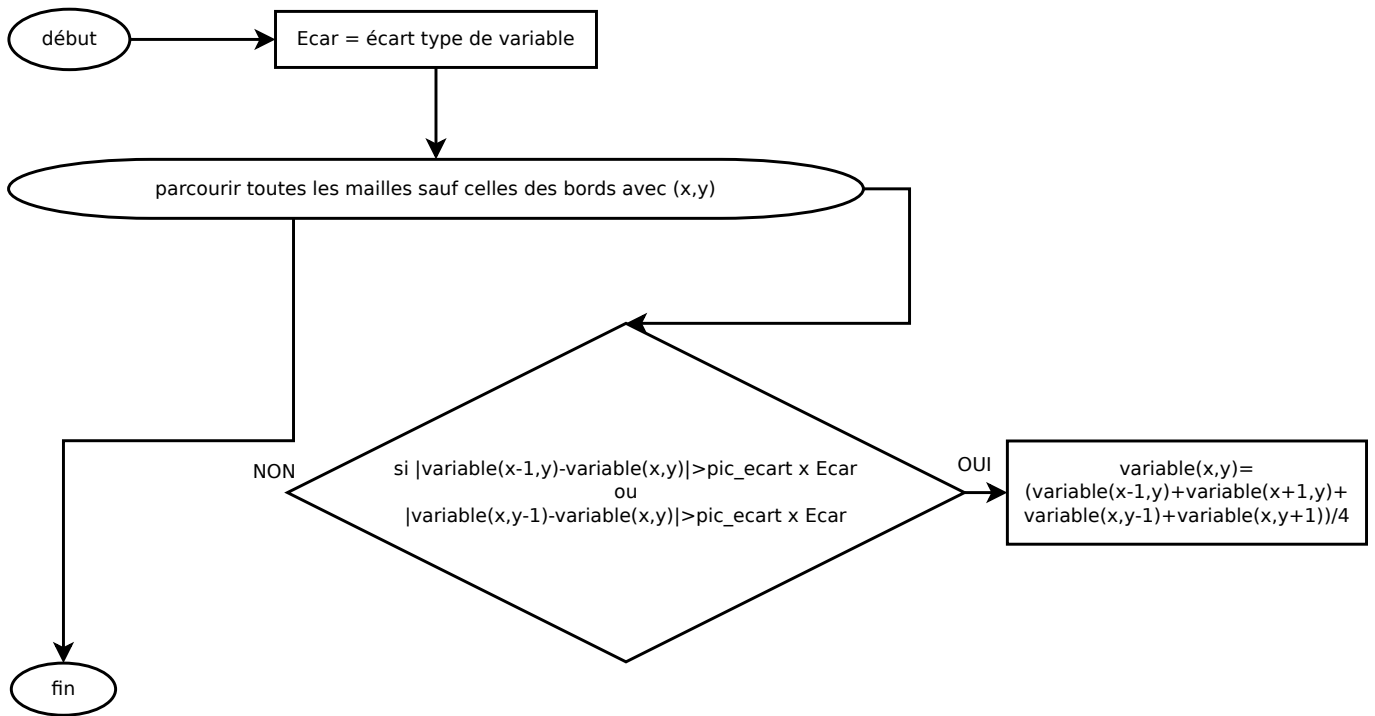 début
Ecar = écart type de variable
parcourir toutes les mailles sauf celles des bords avec (x,y)
NON
si |variable(x-1,y)-variable(x,y)|>pic_ecart x Ecar
ou
|variable(x,y-1)-variable(x,y)|>pic_ecart x Ecar
OUI
variable(x,y)=
(variable(x-1,y)+variable(x+1,y)+
variable(x,y-1)+variable(x,y+1))/4
fin